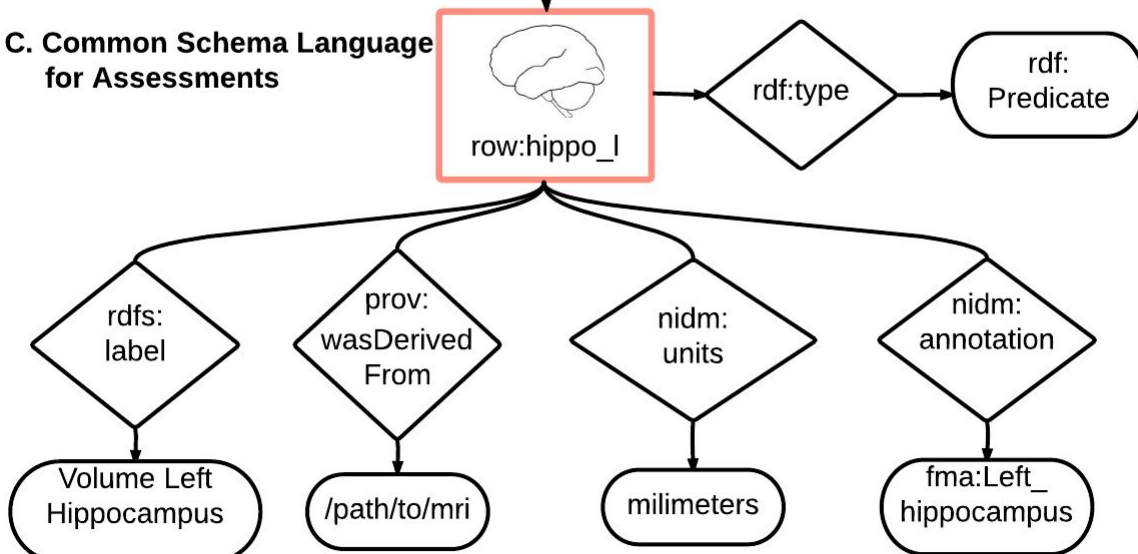 C. Common Schema Language
for Assessments
row:hippo_l
rdf:type
rdf:
Predicate
rdfs:
label
prov:
wasDerived
From
nidm:
units
nidm:
annotation
Volume Left
Hippocampus
/path/to/mri
milimeters
fma:Left_
hippocampus